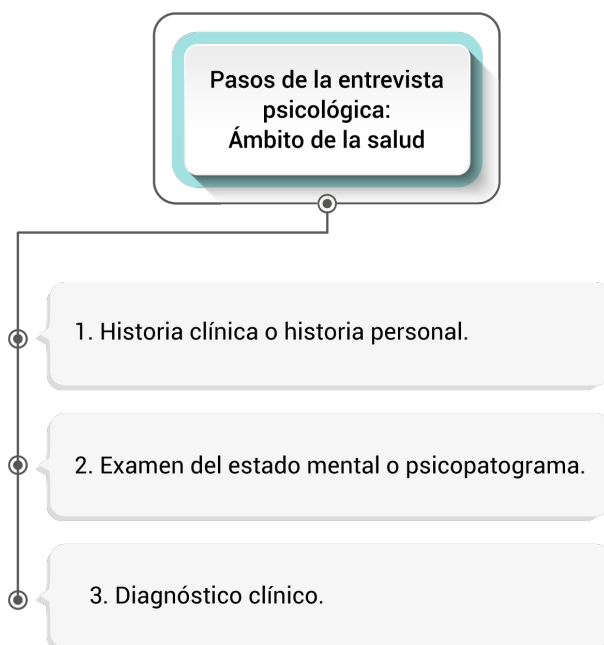 Pasos de la entrevista
psicológica:
Ámbito de la salud
1. Historia clínica o historia personal.
2. Examen del estado mental o psicopatograma.
3. Diagnóstico clínico.